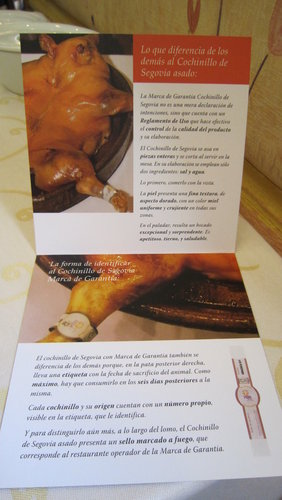 Lo que diferencia de los
demás al Cochinillo de
Segovia asado:
La Marca de Garantía Cochinillo de
Segovia no es una mera declaración de
intenciones, sino que cuenta con un
Reglamento de Uso que hace efectivo
el control de la calidad del producto
y su elaboración.
El Cochinillo de Segovia se asa en
piezas enteras y se corta al servir en la
mesa. En su elaboración se emplean sólo
dos ingredientes: sal y agua.
Lo primero, comerlo con la vista.
La piel presenta una fina textura, de
aspecto dorado, con un color miel
uniforme y crujiente en todas sus
zonas.
En el paladar, resulta un bocado
excepcional y sorprendente. Es
apetitoso, tierno, y saludable.
La forma de identificar
al Cochinillo de Segovia
Marca de Garantía:
El cochinillo de Segovia con Marca de Garantía también se
diferencia de los demás porque, en la pata posterior derecha,
lleva una etiqueta con la fecha de sacrificio del animal. Como
máximo, hay que consumirlo en los seis días posteriores a la
misma.
Cada cochinillo y su origen cuentan con un número propio,
visible en la etiqueta, que le identifica.
Y para distinguirlo aún más, a lo largo del lomo, el Cochinillo
de Segovia asado presenta un sello marcado a fuego, que
corresponde al restaurante operador de la Marca de Garantía.